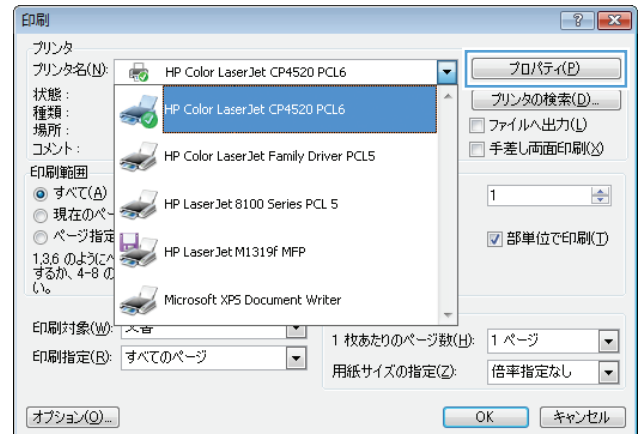 印刷
プリンタ
プリンタ名(N): HP Color LaserJet CP4520 PCL6 プロパティ(P)
状態 : HP Color LaserJet CP4520 PCL6 プリンタの検索(D)...
種類 :
場所 : ファイルへ出力(L)
コメント : HP Color LaserJet Family Driver PCL5 手差し両面印刷(X)
印刷範囲
すべて(A) HP LaserJet 8100 Series PCL 5 1
現在のペー
ページ指定 HP LaserJet M1319f MFP 部単位で印刷(T)
1,3,6 のように
するか、4-8 の
い。
Microsoft XPS Document Writer
印刷対象(W):
1 枚あたりのページ数(H): 1 ページ
印刷指定(R): すべてのページ
用紙サイズの指定(Z): 倍率指定なし
オプション(O)... OK キャンセル